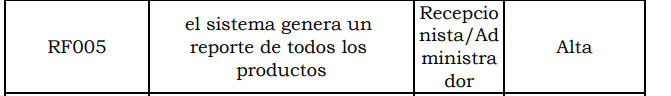 RF005
el sistema genera un
reporte de todos los
productos
Recepcio
nista/Ad
ministra
dor
Alta